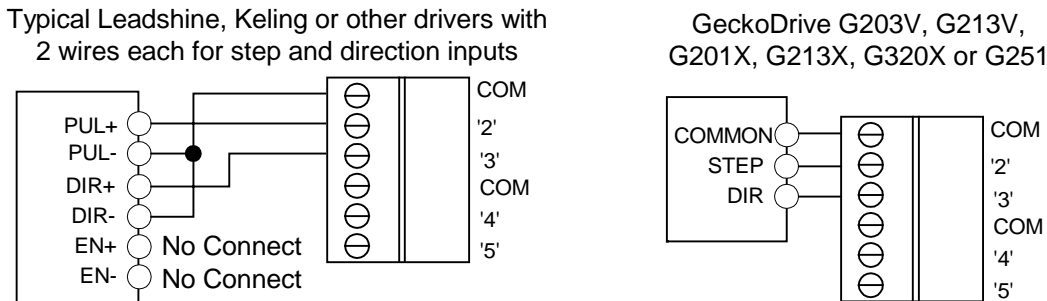 Typical Leadshine, Keling or other drivers with
2 wires each for step and direction inputs
PUL+
PUL-
DIR+
DIR-
EN+ No Connect
EN- No Connect
COM
'2'
'3'
COM
'4'
'5'
GeckoDrive G203V, G213V,
G201X, G213X, G320X or G251
COMMON
STEP
DIR
COM
'2'
'3'
COM
'4'
'5'